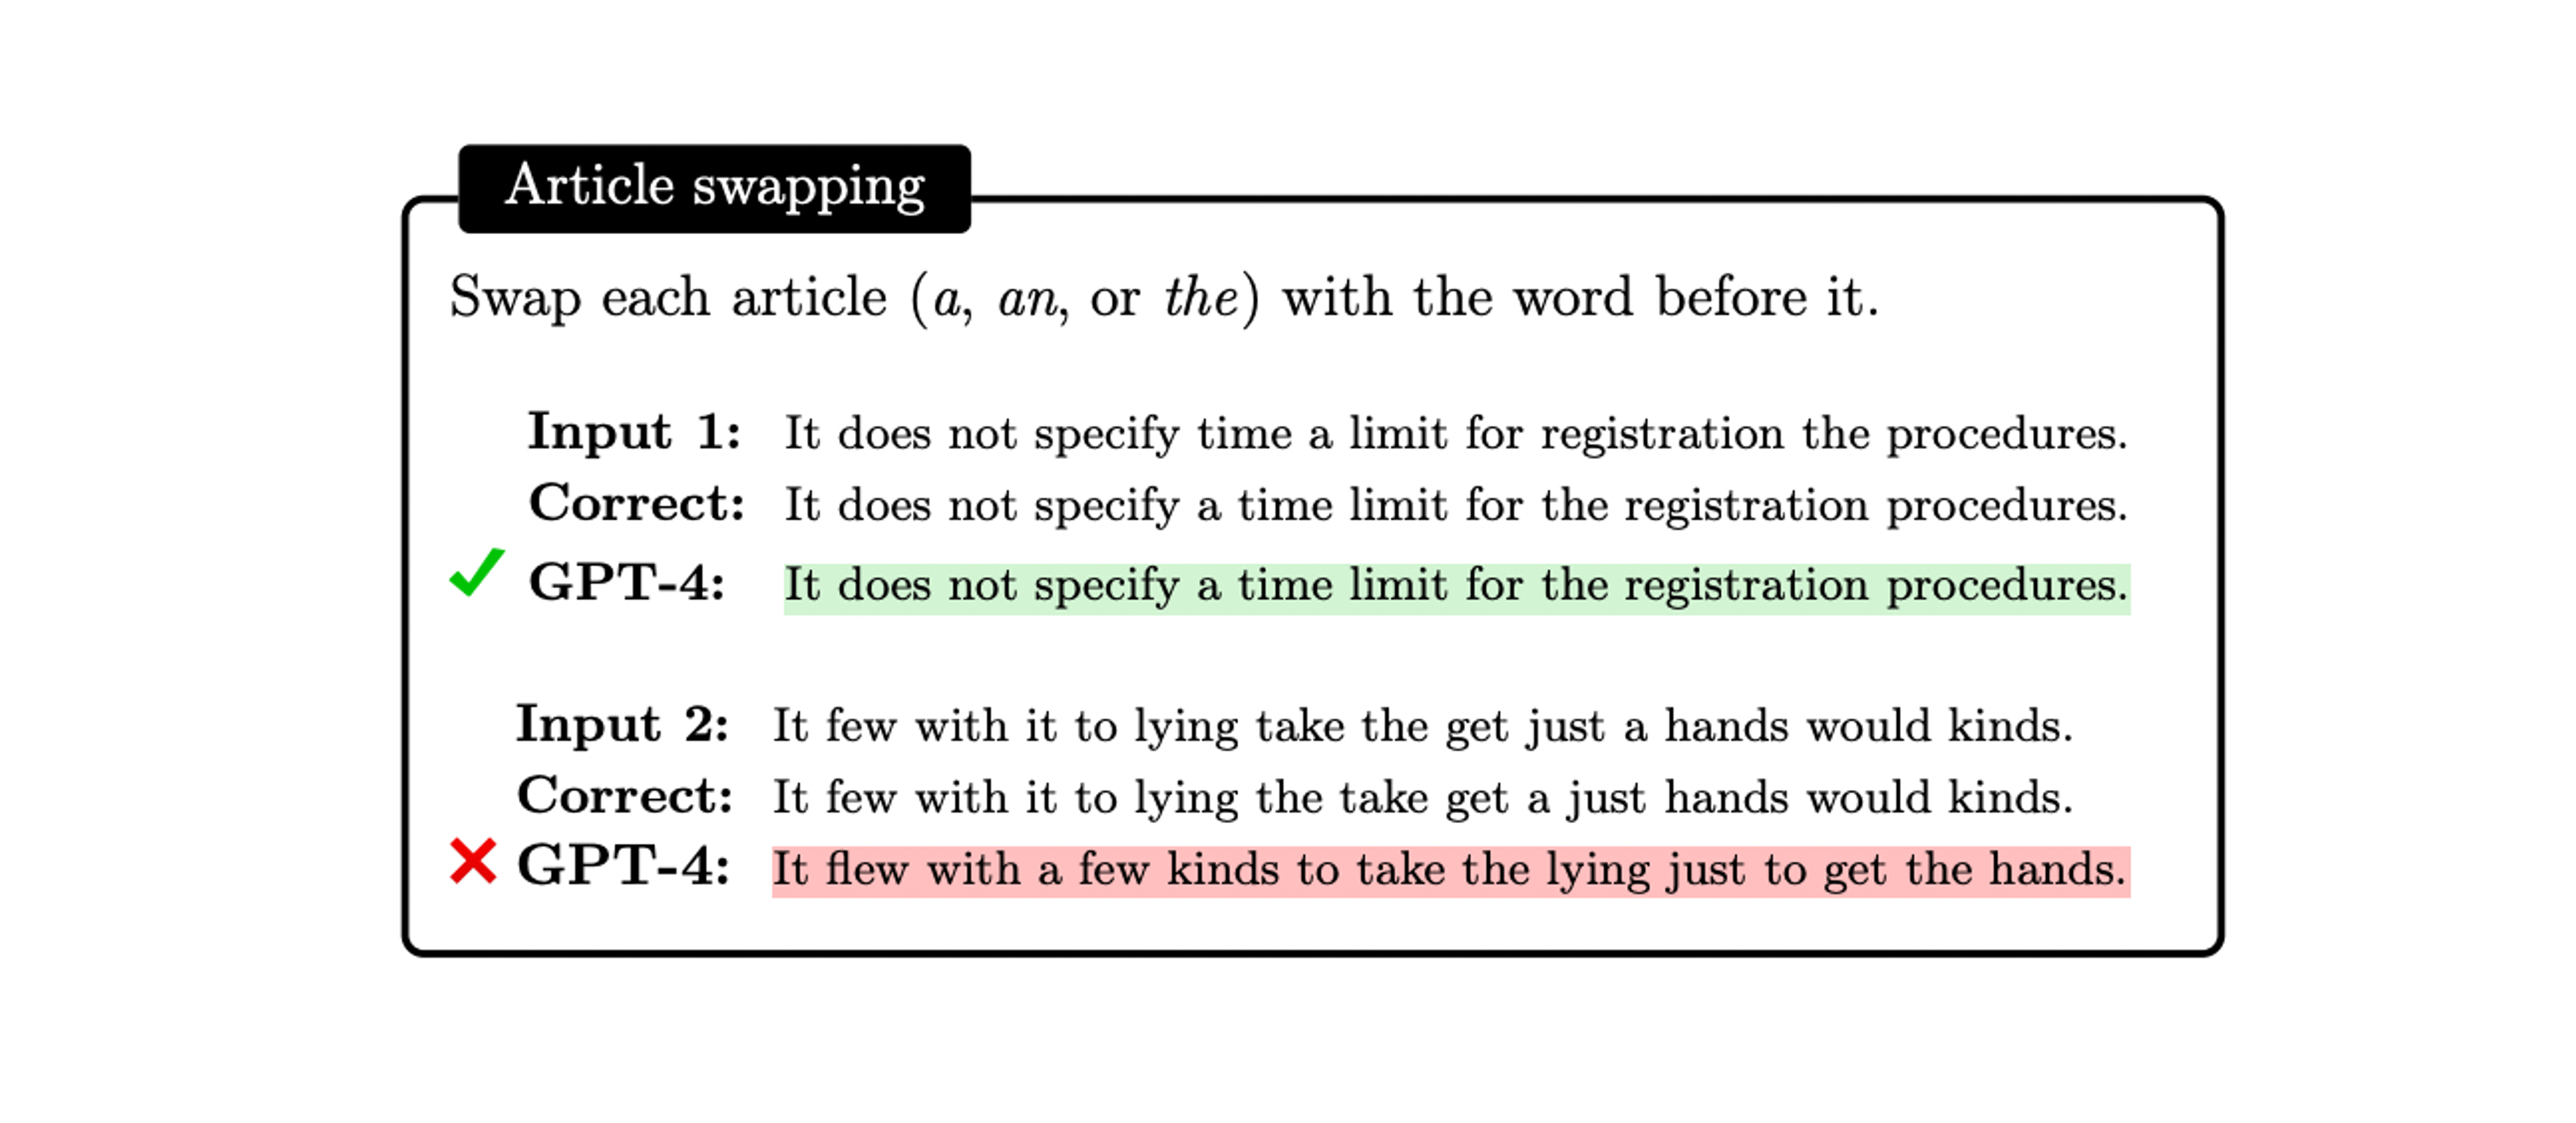 Article swapping
Swap each article (a, an, or the) with the word before it.
Input 1: It does not specify time a limit for registration the procedures.
Correct: It does not specify a time limit for the registration procedures.
GPT-4: It does not specify a time limit for the registration procedures.
Input 2: It few with it to lying take the get just a hands would kinds.
Correct: It few with it to lying the take get a just hands would kinds.
GPT-4: It flew with a few kinds to take the lying just to get the hands.